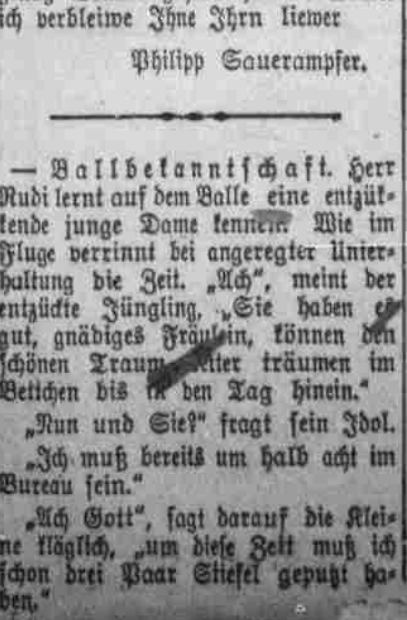 ich verbleiwe Ihne Ihrn liewer
Philipp Sauerampfer.
— Ballbekanntschaft. Herr
Rudi lernt auf dem Balle eine entzük-
kende junge Dame kennen. Wie im
Fluge verrinnt bei angeregter Unter-
haltung die Zeit. „Ach“, meint der
entzückte Jüngling, „Sie haben es
gut, gnädiges Fräulein, können den
schönen Traum weiter träumen im
Bettchen bis in den Tag hinein.“
„Nun und Sie?“ fragt sein Idol.
„Ich muß bereits um halb acht im
Bureau sein.“
„Ach Gott“, sagt darauf die Klei-
ne kläglich, „um diese Zeit muß ich
schon drei Paar Stiefel geputzt ha-
ben.“